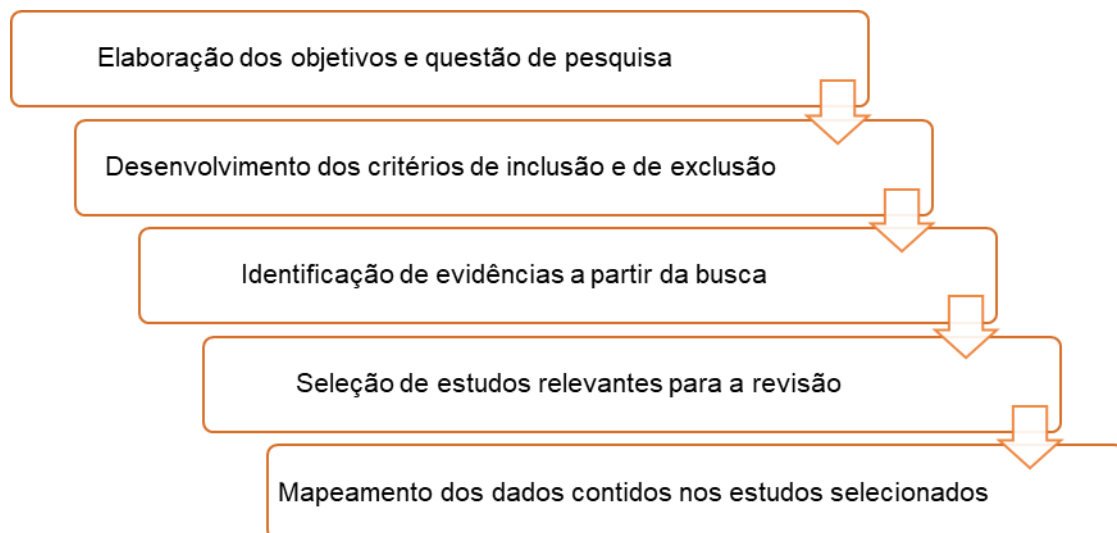 Elaboração dos objetivos e questão de pesquisa
Desenvolvimento dos critérios de inclusão e de exclusão
Identificação de evidências a partir da busca
Seleção de estudos relevantes para a revisão
Mapeamento dos dados contidos nos estudos selecionados